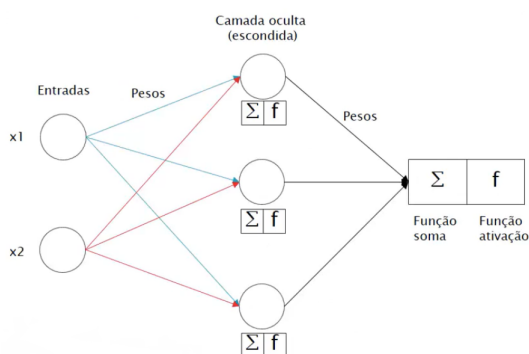 Camada oculta
(escondida)
Entradas
Pesos
Σ f
Pesos
x1
Σ f
Função
soma
Função
ativação
Σ f
x2
Σ f